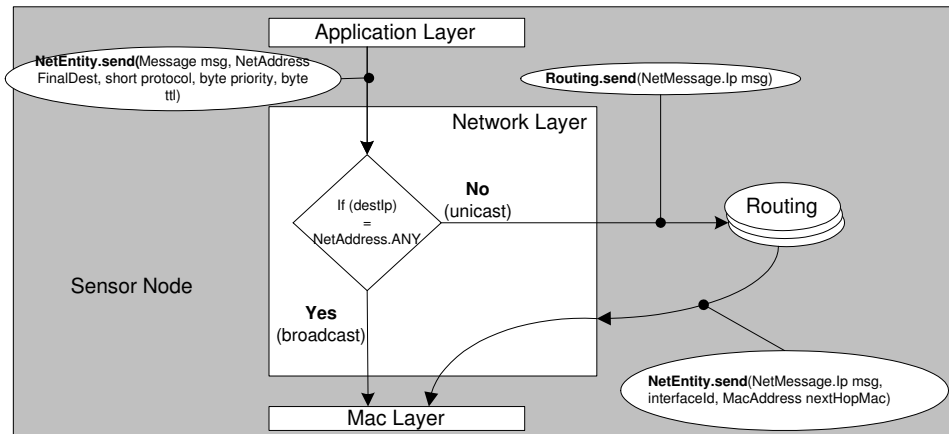 Application Layer
NetEntity.send(Message msg, NetAddress
FinalDest, short protocol, byte priority, byte
ttl)
Routing.send(NetMessage.Ip msg)
Network Layer
If (destIp)
=
NetAddress.ANY
No
(unicast)
Routing
Sensor Node
Yes
(broadcast)
NetEntity.send(NetMessage.Ip msg,
interfaceId, MacAddress nextHopMac)
Mac Layer